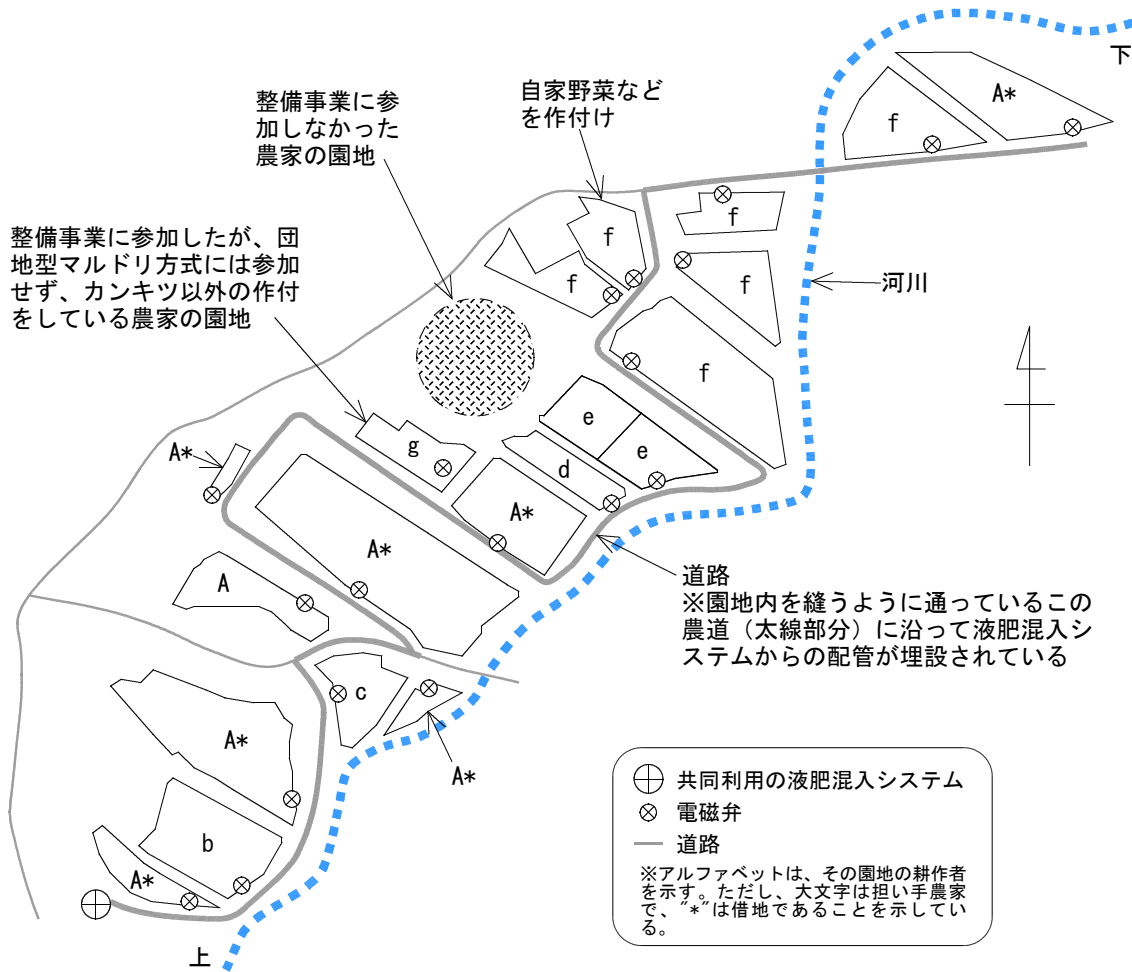 下
整備事業に参
加しなかった
農家の園地
自家野菜など
を作付け
A*
f
f
整備事業に参加したが、団
地型マルドリ方式には参加
せず、カンキツ以外の作付
をしている農家の園地
f
f
f
河川
f
e
e
A*
g
d
A*
A*
A
道路
※園地内を縫うように通っているこの
農道（太線部分）に沿って液肥混入シ
ステムからの配管が埋設されている
c
A*
A*
b
A*
上
共同利用の液肥混入システム
電磁弁
道路
※アルファベットは、その園地の耕作者
を示す。ただし、大文字は担い手農家
で、"*"は借地であることを示してい
る。